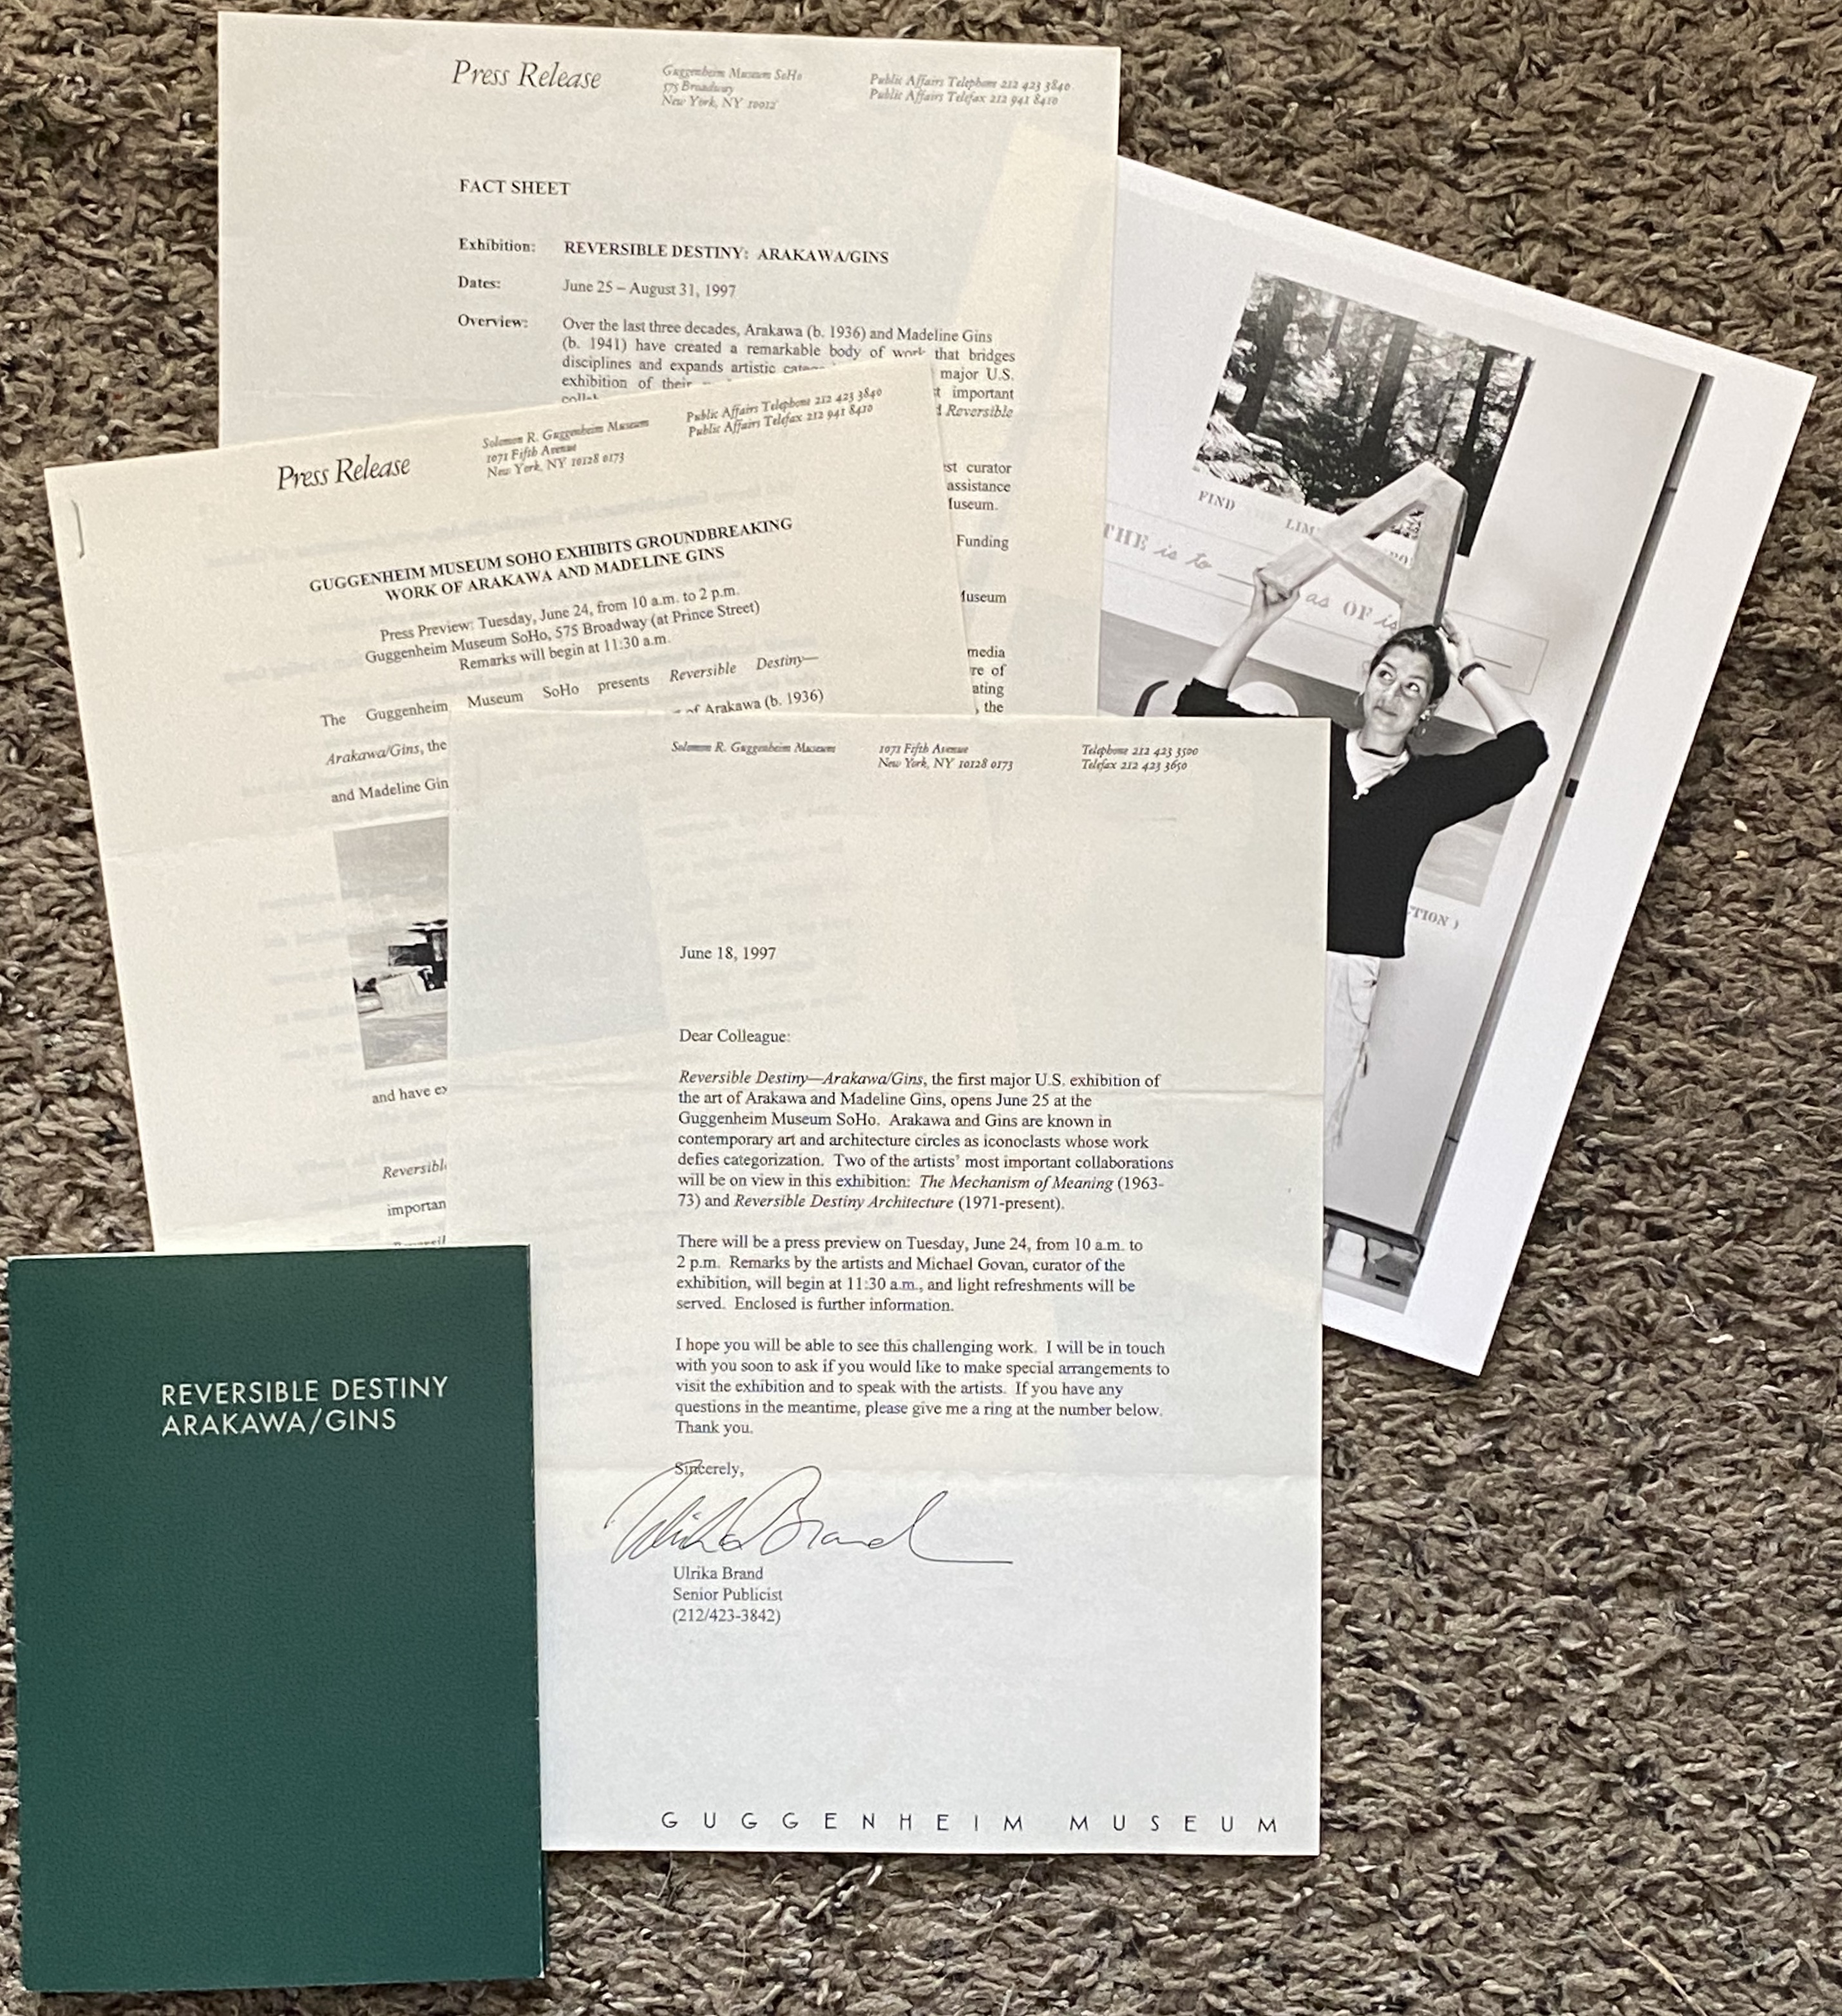 Press Release
Guggenheim Museum SoHo
575 Broadway
New York, NY 10012
Public Affairs Telephone 212 423 3840
Public Affairs Telefax 212 941 8410
FACT SHEET
Exhibition: REVERSIBLE DESTINY: ARAKAWA/GINS
Dates: June 25 – August 31, 1997
Overview: Over the last three decades, Arakawa (b. 1936) and Madeline Gins
(b. 1941) have created a remarkable body of work that bridges
disciplines and expands artistic major U.S.
exhibition of their important
Reversible
curator
assistance
Museum.
Funding
Museum
media
re of
ating
, the
Press Release
Solomon R. Guggenheim Museum
1071 Fifth Avenue
New York, NY 10128 0173
Public Affairs Telephone 212 423 3840
Public Affairs Telefax 212 941 8410
GUGGENHEIM MUSEUM SOHO EXHIBITS GROUNDBREAKING
WORK OF ARAKAWA AND MADELINE GINS
Press Preview: Tuesday, June 24, from 10 a.m. to 2 p.m.
Guggenheim Museum SoHo, 575 Broadway (at Prince Street)
Remarks will begin at 11:30 a.m.
The Guggenheim Museum SoHo presents Reversible Destiny—
Arakawa/Gins, the of Arakawa (b. 1936)
and Madeline Gin
and have ex
Reversibl
importan
FIND LIM
THE is to as OF is
CTION )
Solomon R. Guggenheim Museum
1071 Fifth Avenue
New York, NY 10128 0173
Telephone 212 423 3500
Telefax 212 423 3650
June 18, 1997
Dear Colleague:
Reversible Destiny—Arakawa/Gins, the first major U.S. exhibition of
the art of Arakawa and Madeline Gins, opens June 25 at the
Guggenheim Museum SoHo. Arakawa and Gins are known in
contemporary art and architecture circles as iconoclasts whose work
defies categorization. Two of the artists’ most important collaborations
will be on view in this exhibition: The Mechanism of Meaning (1963-
73) and Reversible Destiny Architecture (1971-present).
There will be a press preview on Tuesday, June 24, from 10 a.m. to
2 p.m. Remarks by the artists and Michael Govan, curator of the
exhibition, will begin at 11:30 a.m., and light refreshments will be
served. Enclosed is further information.
I hope you will be able to see this challenging work. I will be in touch
with you soon to ask if you would like to make special arrangements to
visit the exhibition and to speak with the artists. If you have any
questions in the meantime, please give me a ring at the number below.
Thank you.
Sincerely,
Ulrika Brand
Ulrika Brand
Senior Publicist
(212/423-3842)
GUGGENHEIM MUSEUM
REVERSIBLE DESTINY
ARAKAWA/GINS